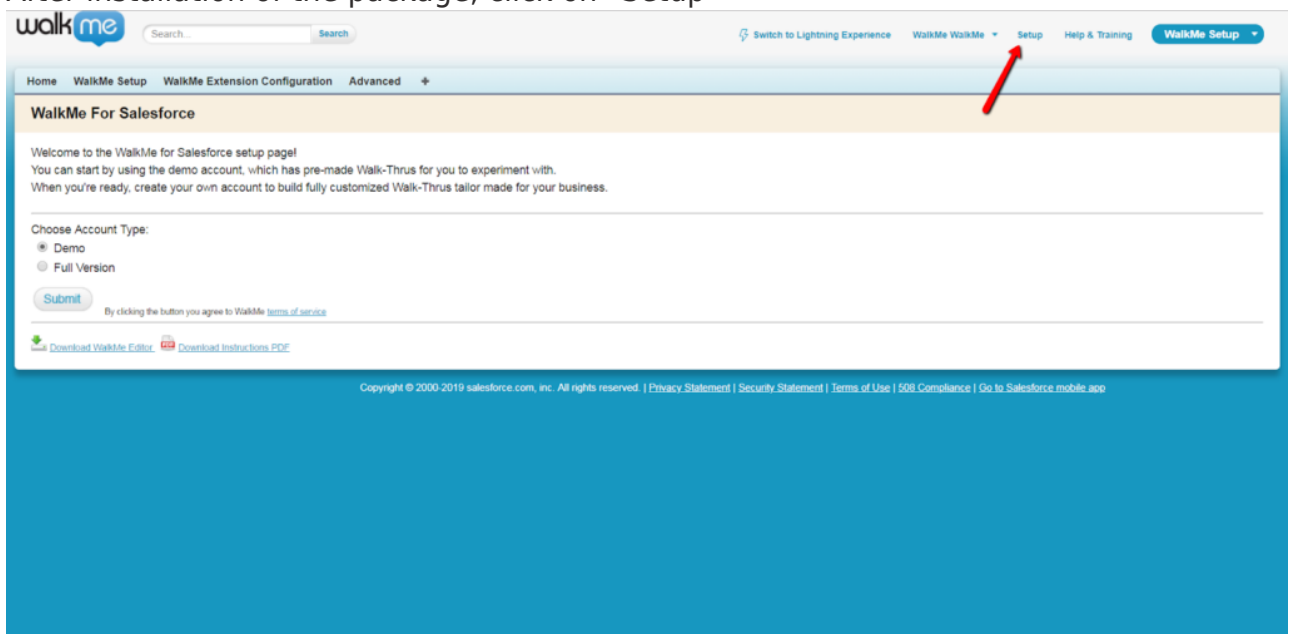 After installation of the package, click on "Setup"
walkme
Search... Search
Switch to Lightning Experience WalkMe WalkMe Setup Help & Training WalkMe Setup
Home WalkMe Setup WalkMe Extension Configuration Advanced +
WalkMe For Salesforce
Welcome to the WalkMe for Salesforce setup page!
You can start by using the demo account, which has pre-made Walk-Thrus for you to experiment with.
When you're ready, create your own account to build fully customized Walk-Thrus tailor made for your business.
Choose Account Type:
Demo
Full Version
Submit
By clicking the button you agree to WalkMe terms of service
Download WalkMe Editor PDF Download Instructions PDF
Copyright © 2000-2019 salesforce.com, inc. All rights reserved. | Privacy Statement | Security Statement | Terms of Use | 508 Compliance | Go to Salesforce mobile app